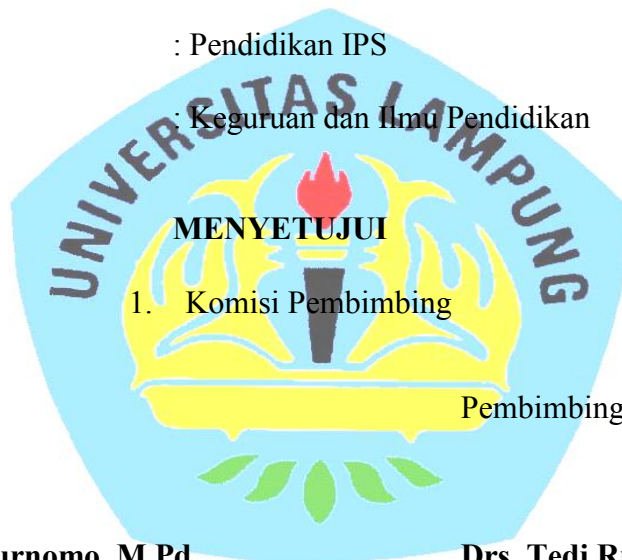 : Pendidikan IPS
: Keguruan dan Ilmu Pendidikan
UNIVERSITAS LAMPUNG
MENYETUJUI
1. Komisi Pembimbing
Pembimbing
urnomo, M.Pd
Drs. Tedi R